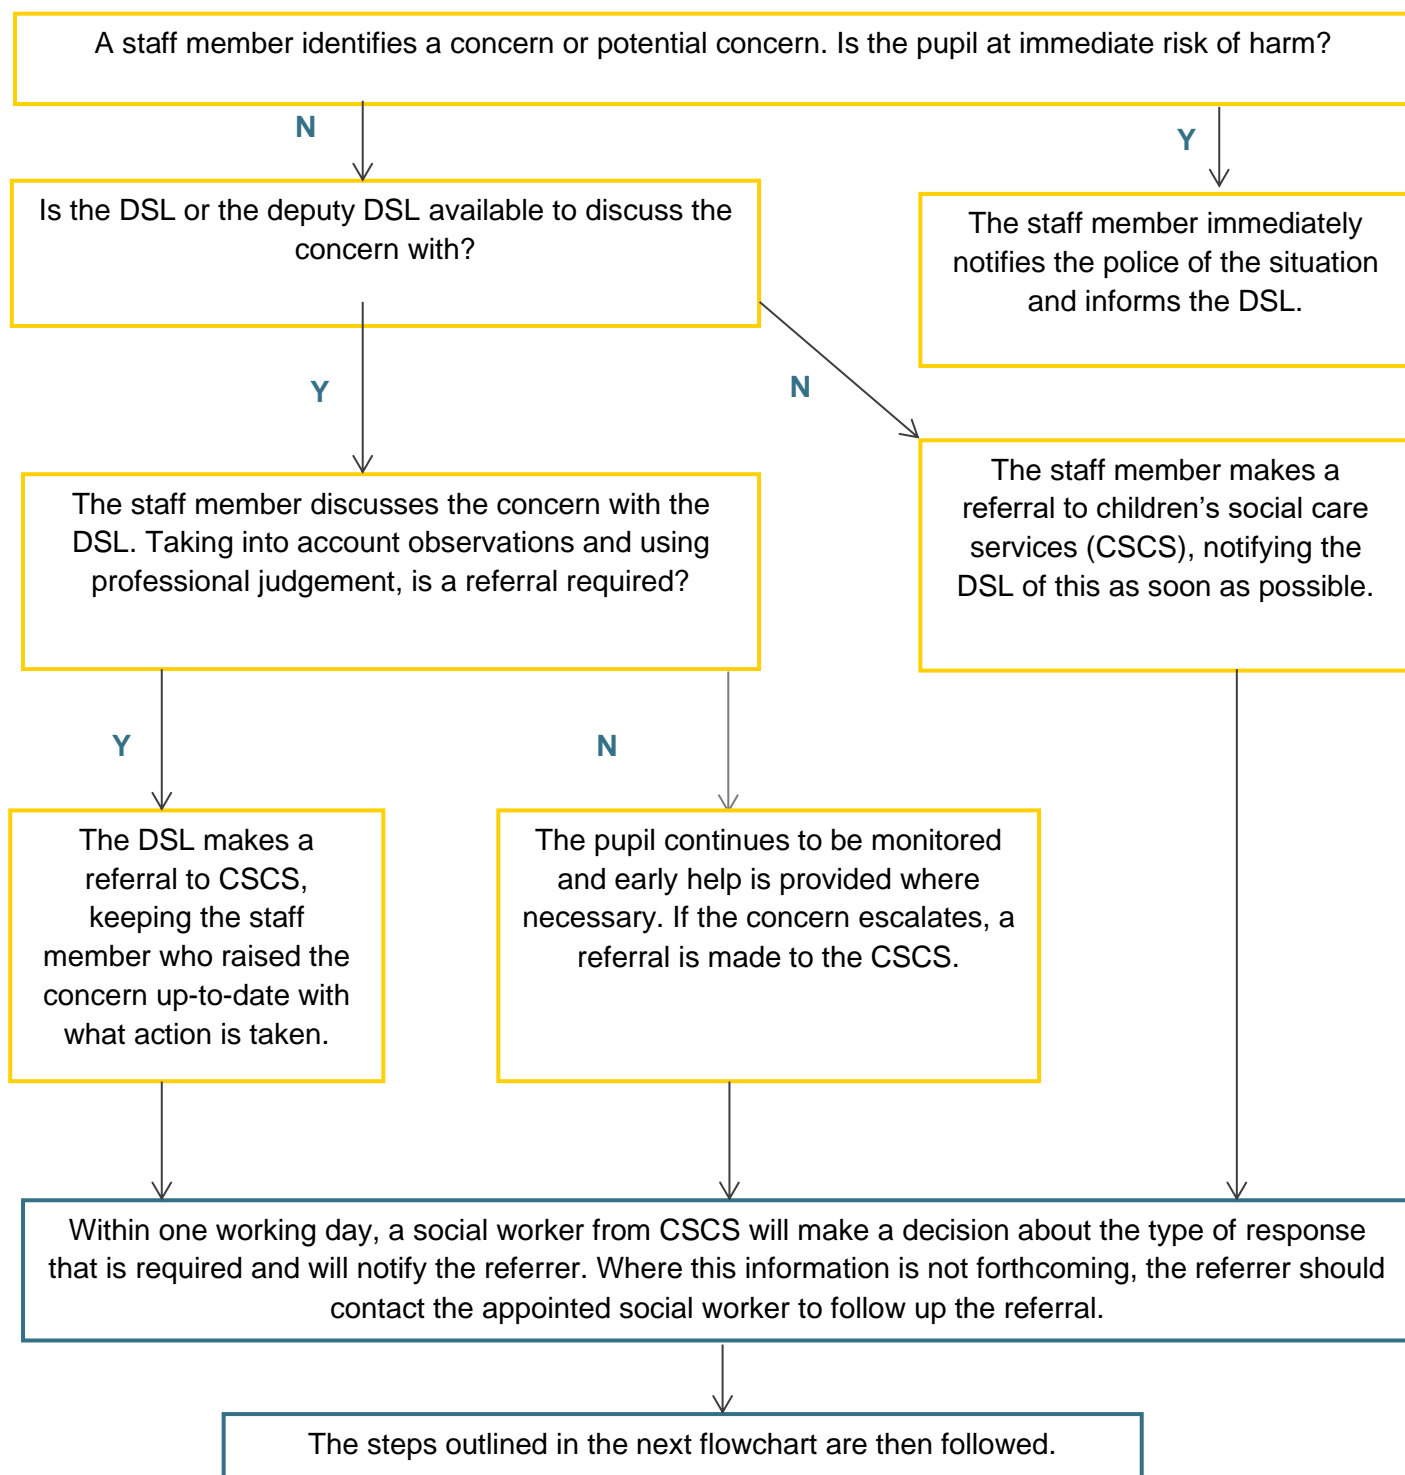 A staff member identifies a concern or potential concern. Is the pupil at immediate risk of harm?
N
Y
Is the DSL or the deputy DSL available to discuss the
concern with?
The staff member immediately
notifies the police of the situation
and informs the DSL.
Y
N
The staff member discusses the concern with the
DSL. Taking into account observations and using
professional judgement, is a referral required?
The staff member makes a
referral to children’s social care
services (CSCS), notifying the
DSL of this as soon as possible.
Y
N
The DSL makes a
referral to CSCS,
keeping the staff
member who raised the
concern up-to-date with
what action is taken.
The pupil continues to be monitored
and early help is provided where
necessary. If the concern escalates, a
referral is made to the CSCS.
Within one working day, a social worker from CSCS will make a decision about the type of response
that is required and will notify the referrer. Where this information is not forthcoming, the referrer should
contact the appointed social worker to follow up the referral.
The steps outlined in the next flowchart are then followed.